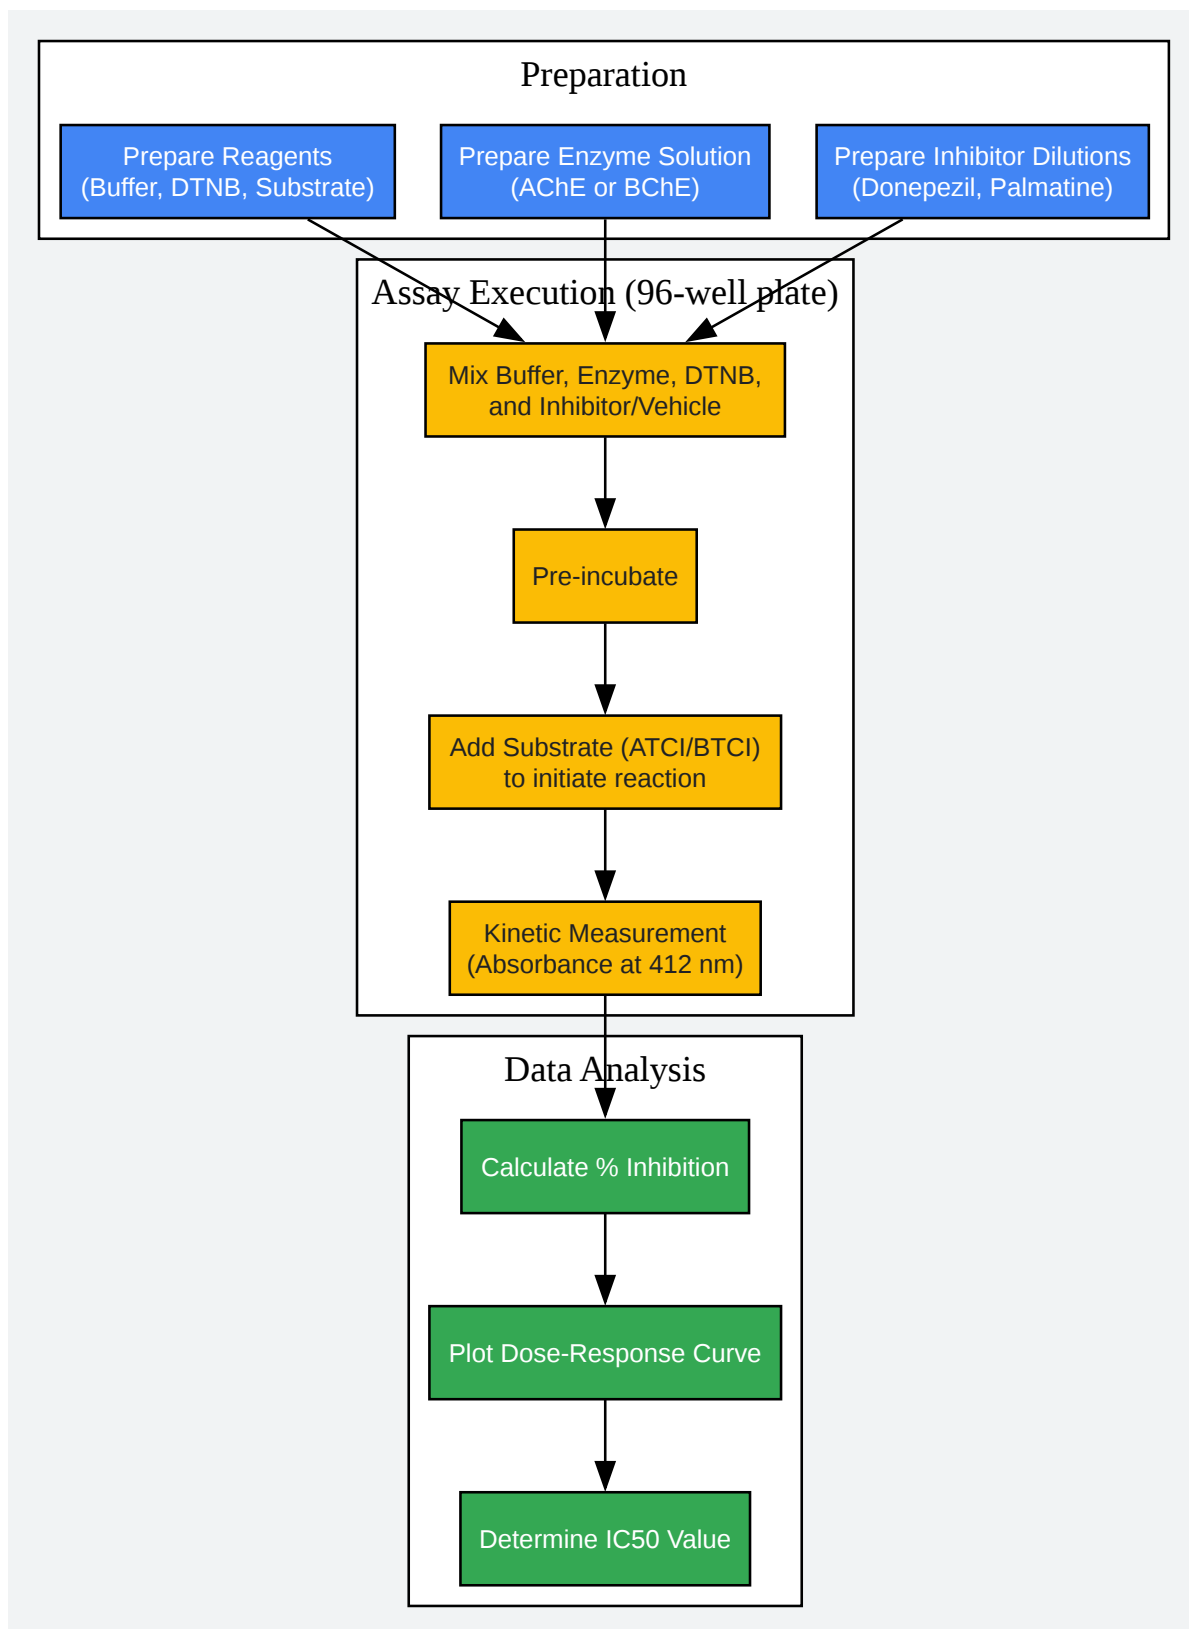 Preparation
Prepare Reagents
(Buffer, DTNB, Substrate)
Prepare Enzyme Solution
(AChE or BChE)
Prepare Inhibitor Dilutions
(Donepezil, Palmatine)
Assay Execution (96-well plate)
Mix Buffer, Enzyme, DTNB,
and Inhibitor/Vehicle
Pre-incubate
Add Substrate (ATCI/BTCI)
to initiate reaction
Kinetic Measurement
(Absorbance at 412 nm)
Data Analysis
Calculate % Inhibition
Plot Dose-Response Curve
Determine IC50 Value